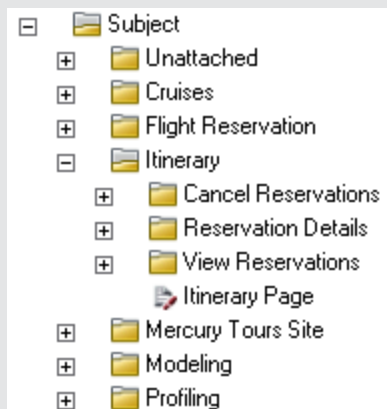 Subject
Unattached
Cruises
Flight Reservation
Itinerary
Cancel Reservations
Reservation Details
View Reservations
Itinerary Page
Mercury Tours Site
Modeling
Profiling